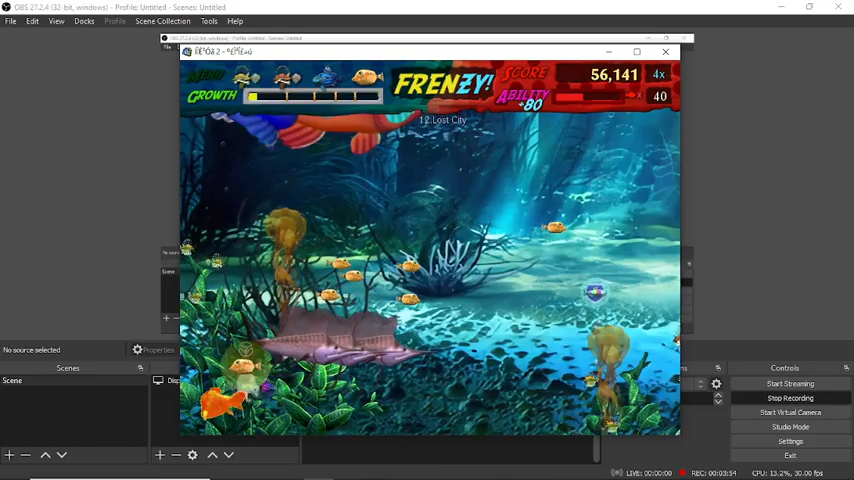 OBS 27.2.4 (32-bit, windows) - Profile: Untitled - Scenes: Untitled
File Edit View Docks Profile Scene Collection Tools Help
MENU
GROWTH
FRENZY!
SCORE
56,141 4x
ABILITY
+80
x 40
12.Lost City
No source selected
Properties
Scenes
Scene
Disp
Controls
Start Streaming
Stop Recording
Start Virtual Camera
Studio Mode
Settings
Exit
LIVE: 00:00:00 REC: 00:03:54 CPU: 13.2%, 30.00 fps